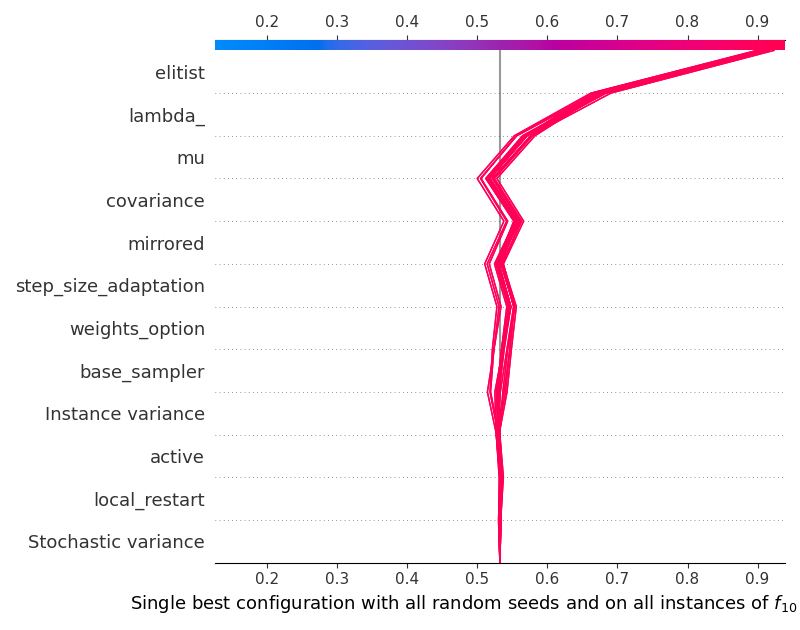 0.2 0.3 0.4 0.5 0.6 0.7 0.8 0.9
elitist
lambda_
mu
covariance
mirrored
step_size_adaptation
weights_option
base_sampler
Instance variance
active
local_restart
Stochastic variance
0.2 0.3 0.4 0.5 0.6 0.7 0.8 0.9
Single best configuration with all random seeds and on all instances of f₁₀